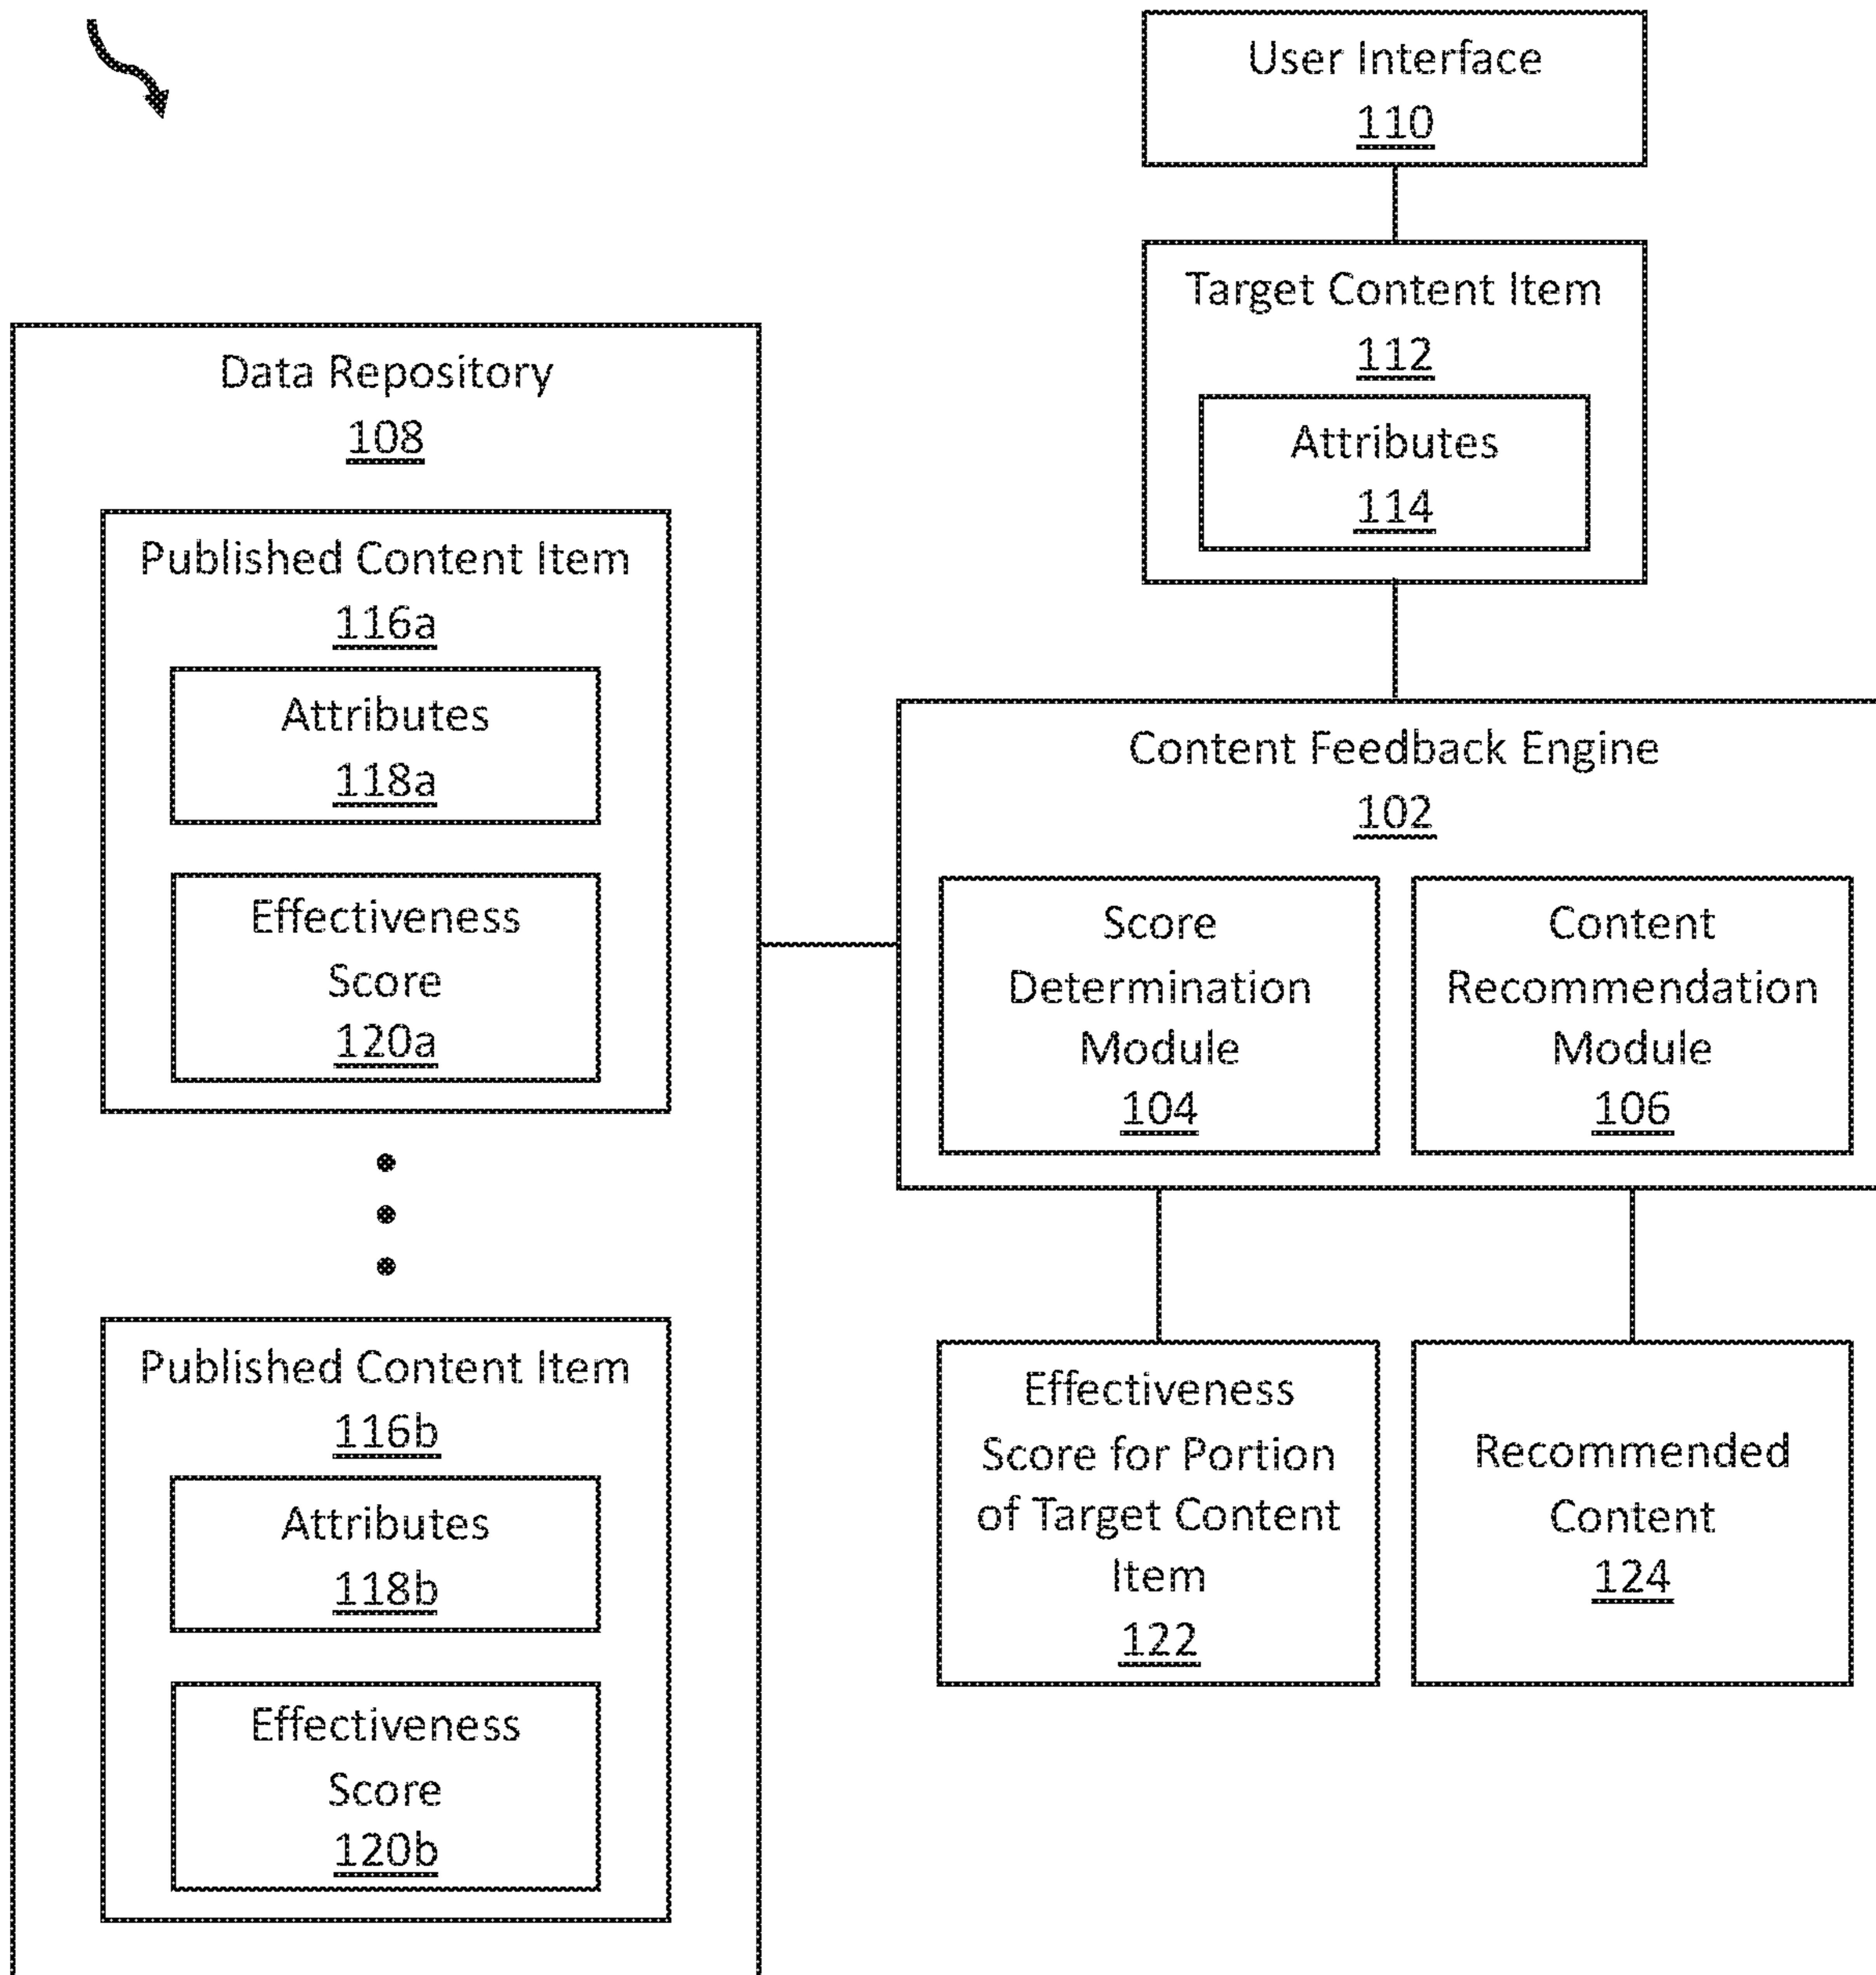 User Interface
110
Target Content Item
112
Attributes
114
Data Repository
108
Published Content Item
116a
Attributes
118a
Effectiveness
Score
120a
Published Content Item
116b
Attributes
118b
Effectiveness
Score
120b
Content Feedback Engine
102
Score
Determination
Module
104
Content
Recommendation
Module
106
Effectiveness
Score for Portion
of Target Content
Item
122
Recommended
Content
124